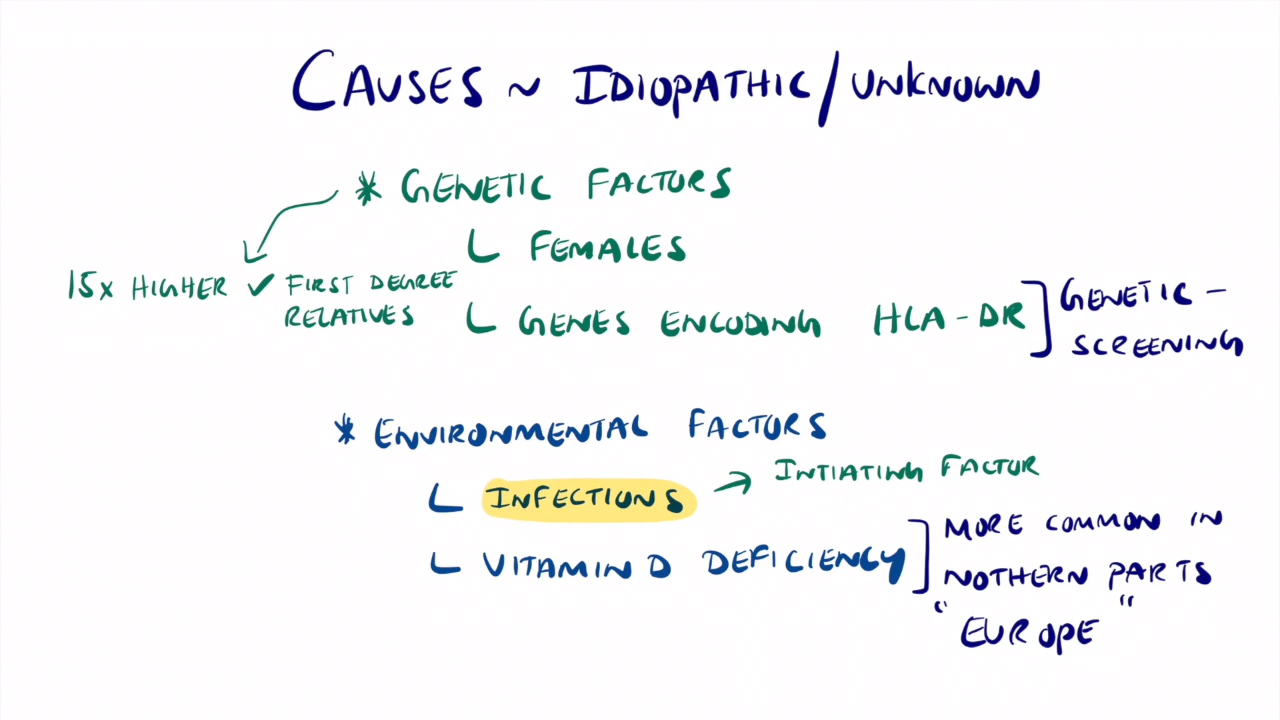 CAUSES ~ IDIOPATHIC/UNKNOWN
* GENETIC FACTORS
FEMALES
15x HIGHER ✓ FIRST DEGREE
RELATIVES
GENES ENCODING HLA-DR
GENETIC -
SCREENING
* ENVIRONMENTAL FACTORS
INFECTIONS → INTIATING FACTOR
VITAMIN D DEFICIENCY
MORE COMMON IN
NOTHERN PARTS
"EUROPE"